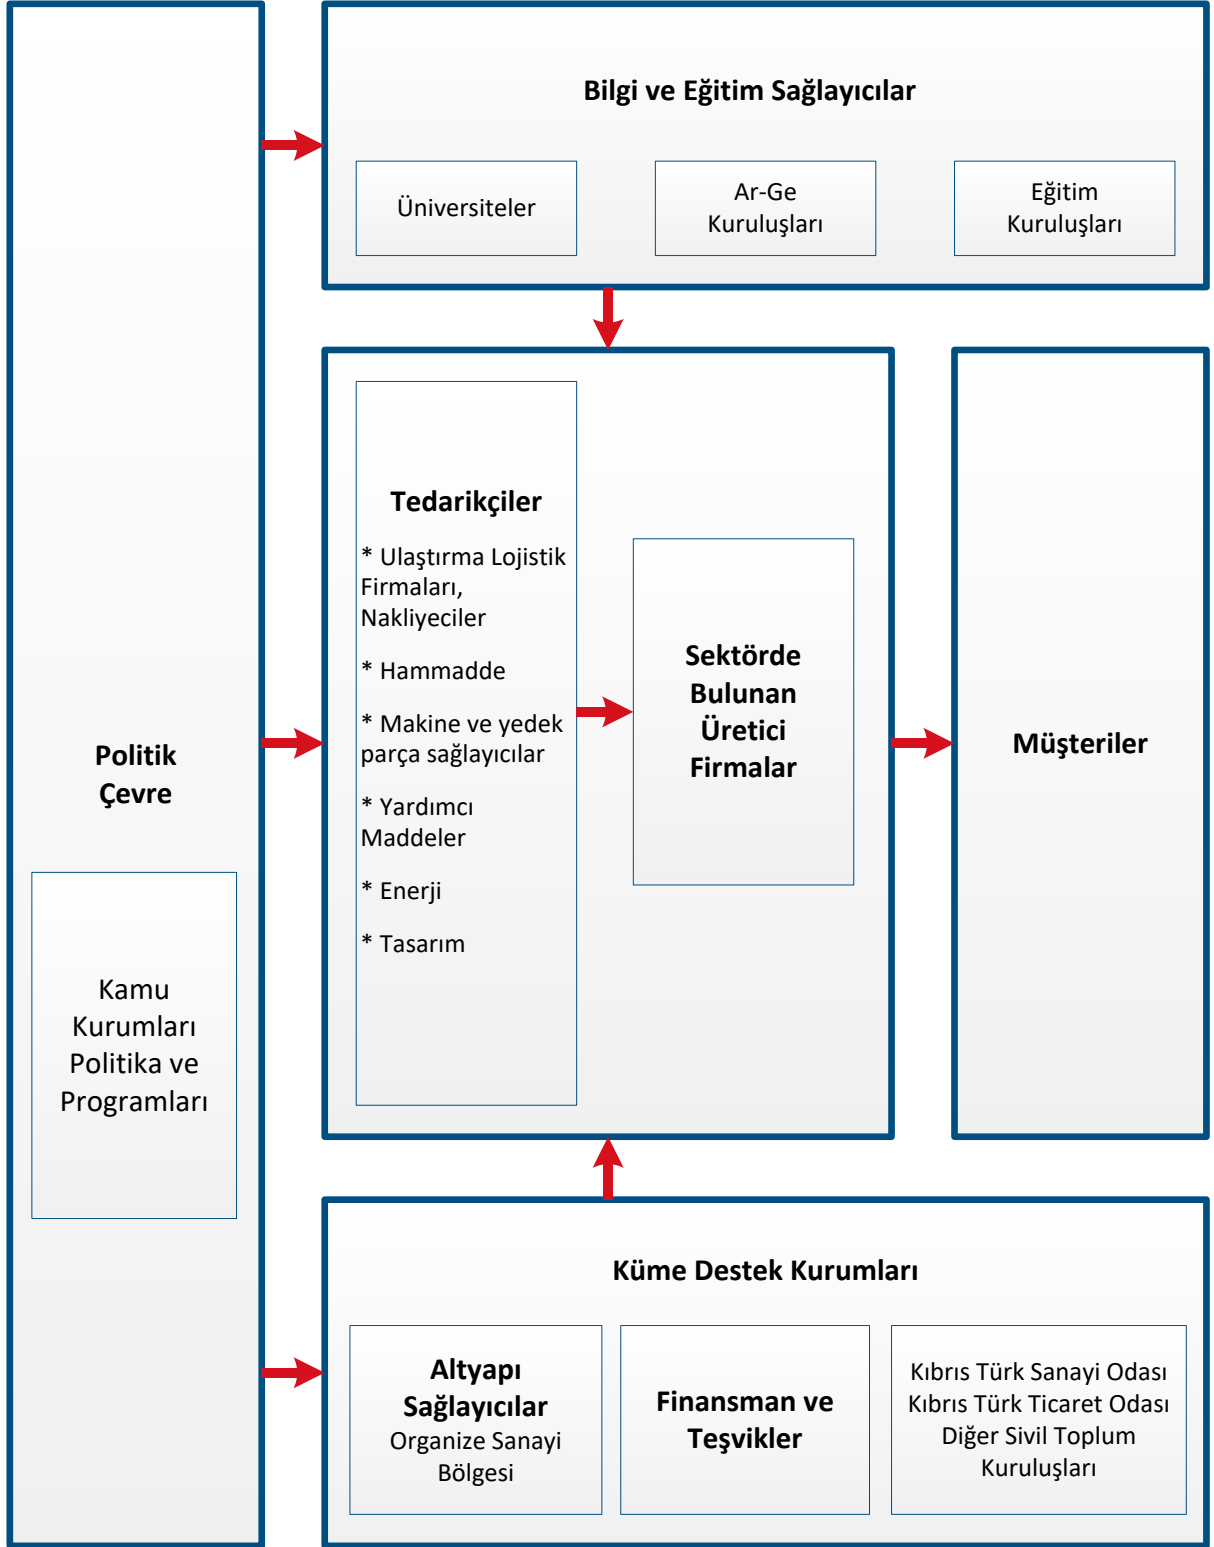 Politik
Çevre
Kamu
Kurumları
Politika ve
Programları
Bilgi ve Eğitim Sağlayıcılar
Üniversiteler
Ar-Ge
Kuruluşları
Eğitim
Kuruluşları
Tedarikçiler
* Ulaştırma Lojistik
Firmaları,
Nakliyeciler
* Hammadde
* Makine ve yedek
parça sağlayıcılar
* Yardımcı
Maddeler
* Enerji
* Tasarım
Sektörde
Bulunan
Üretici
Firmalar
Müşteriler
Küme Destek Kurumları
Altyapı
Sağlayıcılar
Organize Sanayi
Bölgesi
Finansman ve
Teşvikler
Kıbrıs Türk Sanayi Odası
Kıbrıs Türk Ticaret Odası
Diğer Sivil Toplum
Kuruluşları